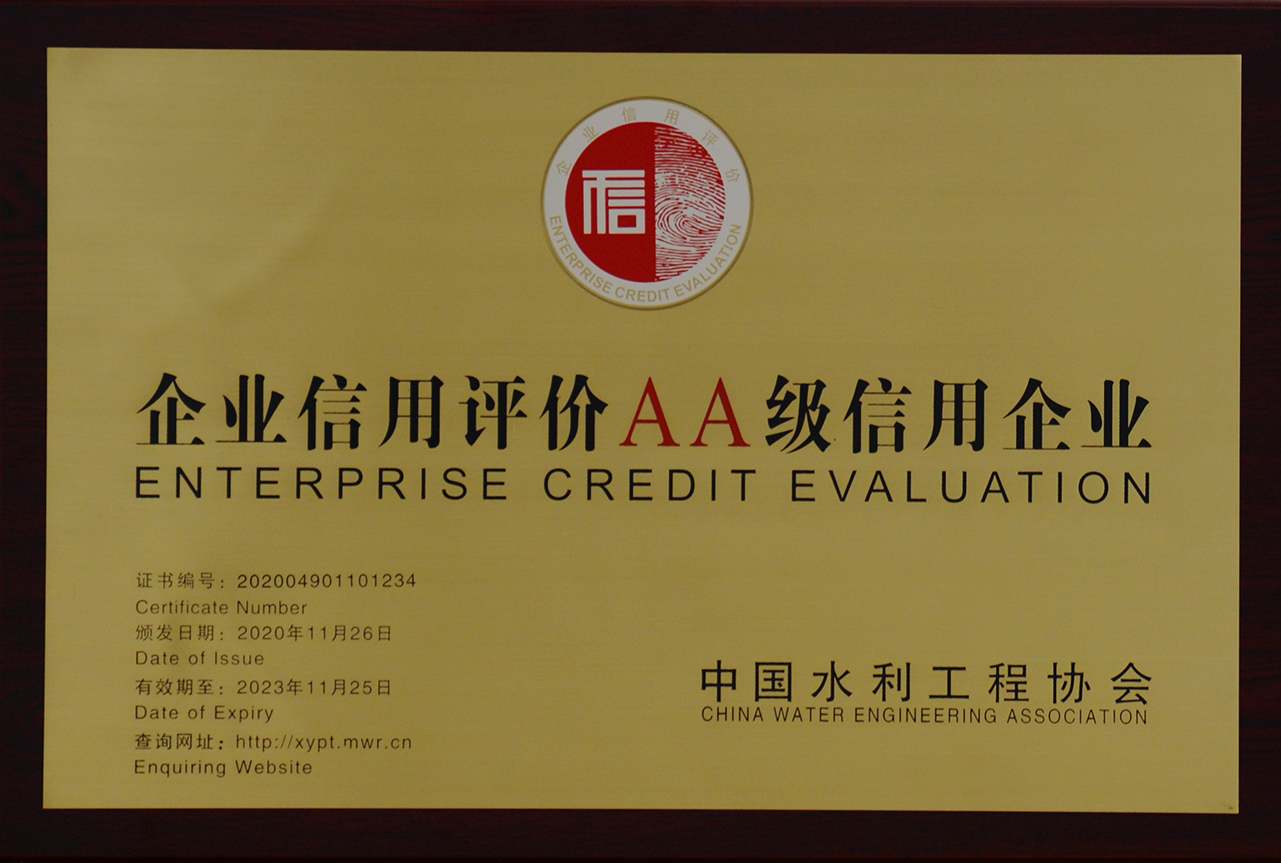 企业信用评价
信
ENTERPRISE CREDIT EVALUATION
企业信用评价AA级信用企业
ENTERPRISE CREDIT EVALUATION
证书编号：202004901101234
Certificate Number
颁发日期：2020年11月26日
Date of Issue
有效期至：2023年11月25日
Date of Expiry
查询网址：http://xypt.mwr.cn
Enquiring Website
中国水利工程协会
CHINA WATER ENGINEERING ASSOCIATION